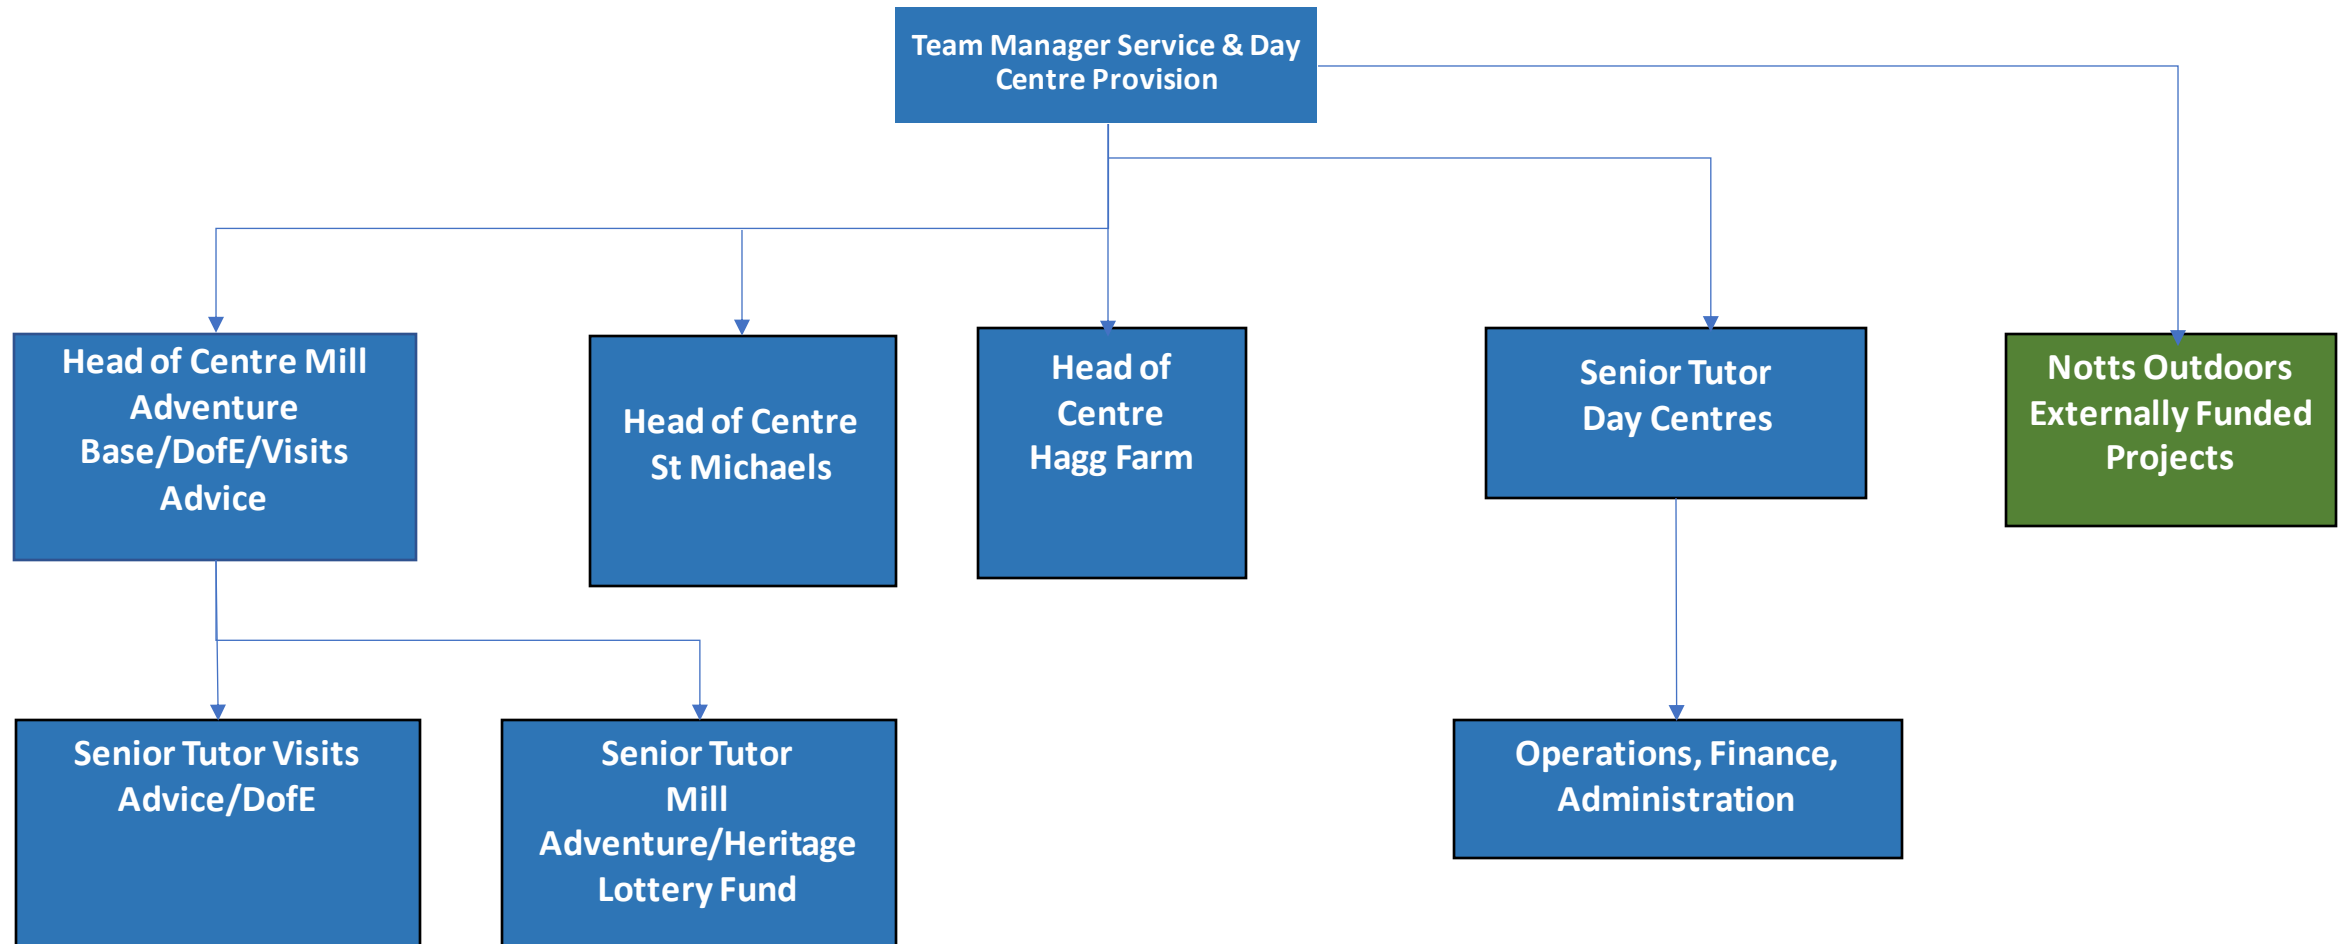 Team Manager Service & Day
Centre Provision
Head of Centre Mill
Adventure
Base/DofE/Visits
Advice
Head of Centre
St Michaels
Head of
Centre
Hagg Farm
Senior Tutor
Day Centres
Notts Outdoors
Externally Funded
Projects
Senior Tutor Visits
Advice/DofE
Senior Tutor
Mill
Adventure/Heritage
Lottery Fund
Operations, Finance,
Administration